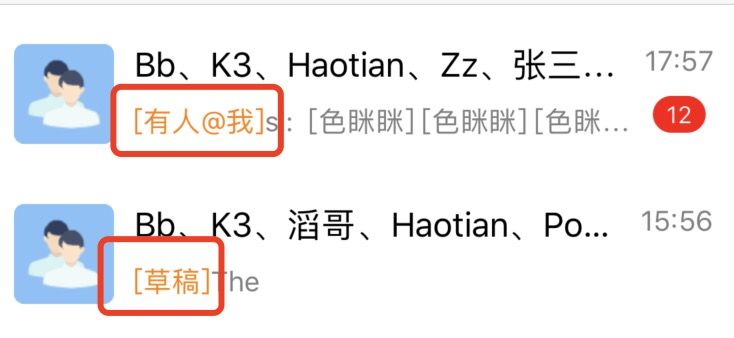 Bb、K3、Haotian、Zz、张三... 17:57
[有人@我]s：[色眯眯][色眯眯][色眯... 12
Bb、K3、滔哥、Haotian、Po... 15:56
[草稿]The